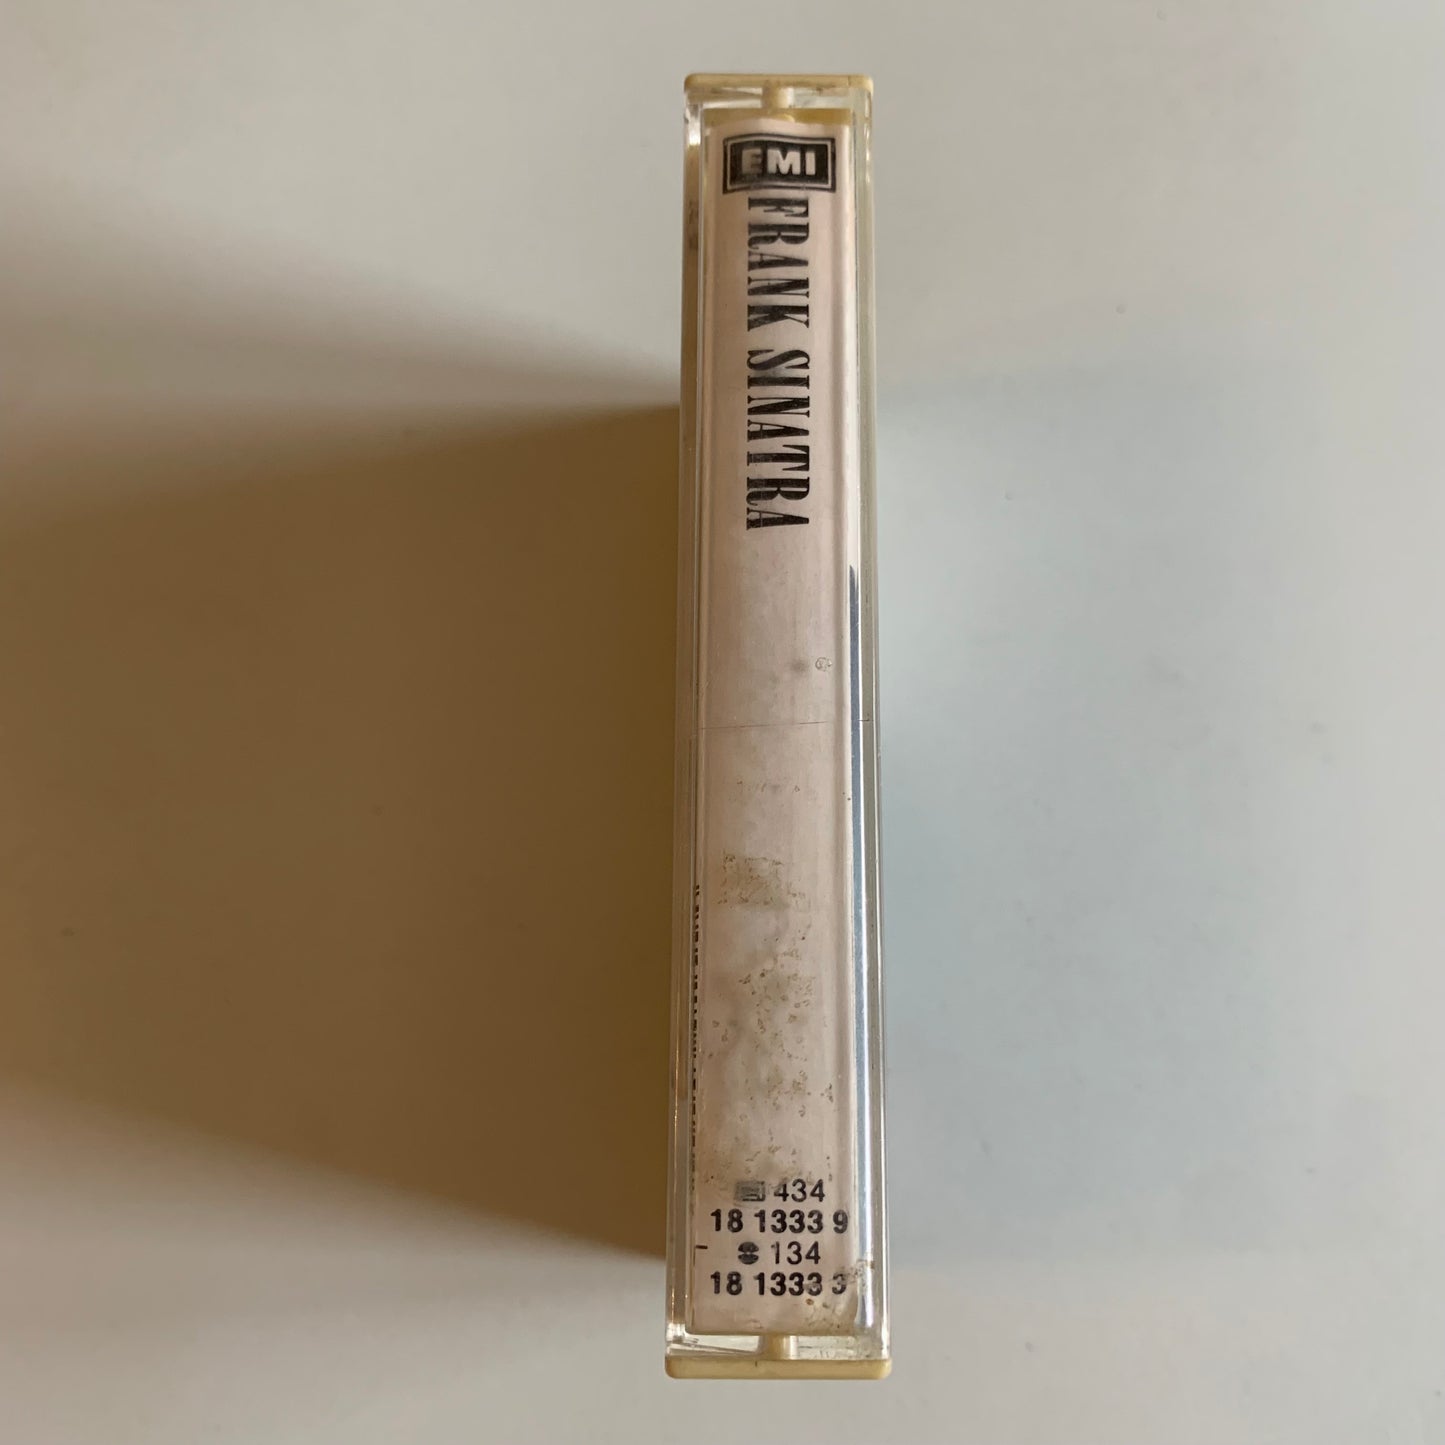 EMI
FRANK SINATRA
434
18 1333 9
134
18 1333 3